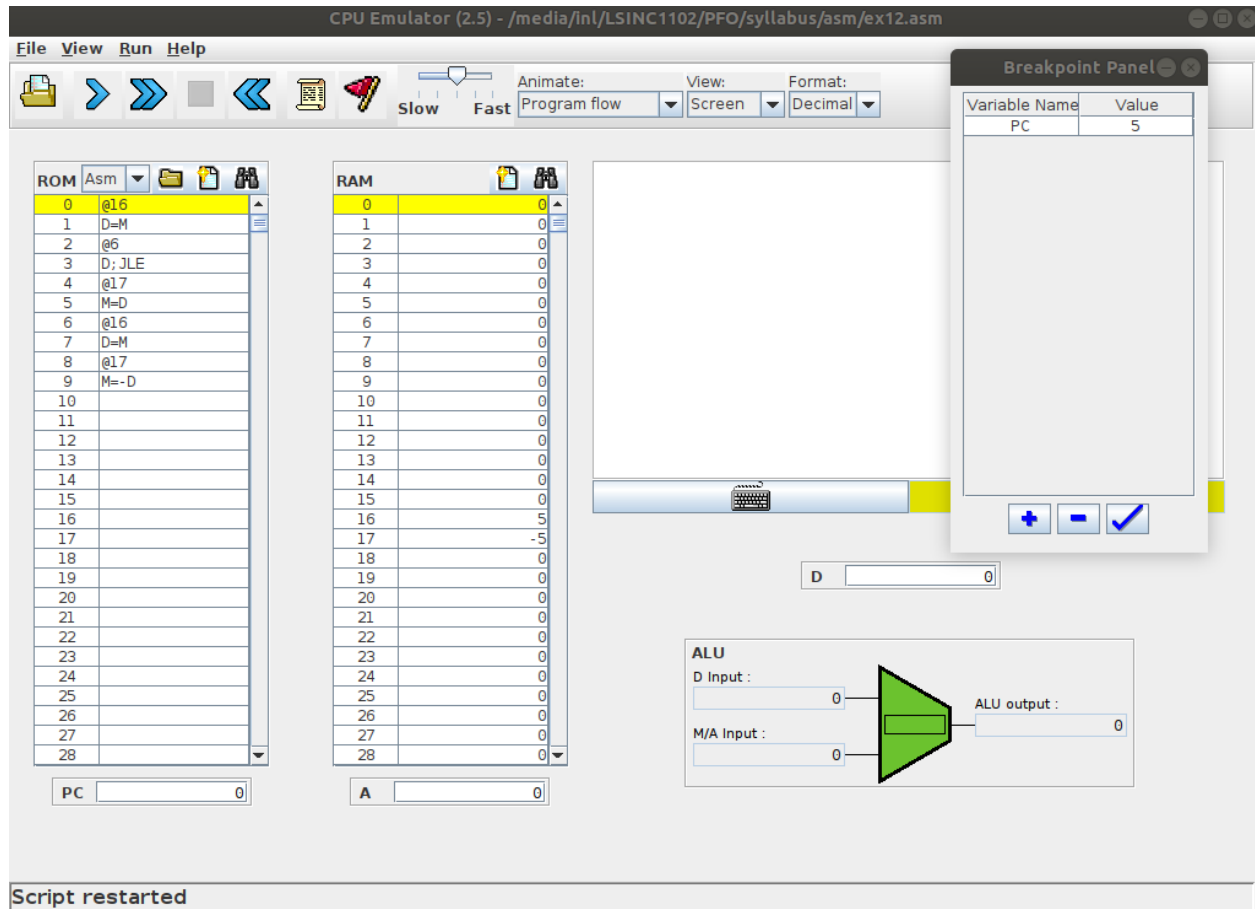 CPU Emulator (2.5) - /media/inl/LSINC1102/PFO/syllabus/asm/ex12.asm
File View Run Help
Slow Fast
Animate:
Program flow
View:
Screen
Format:
Decimal
Breakpoint Panel
Variable Name Value
PC 5
ROM Asm
0 @16
1 D=M
2 @6
3 D;JLE
4 @17
5 M=D
6 @16
7 D=M
8 @17
9 M=-D
10
11
12
13
14
15
16
17
18
19
20
21
22
23
24
25
26
27
28
PC 0
RAM
0 0
1 0
2 0
3 0
4 0
5 0
6 0
7 0
8 0
9 0
10 0
11 0
12 0
13 0
14 0
15 0
16 5
17 -5
18 0
19 0
20 0
21 0
22 0
23 0
24 0
25 0
26 0
27 0
28 0
A 0
D 0
ALU
D Input :
0
M/A Input :
0
ALU output :
0
Script restarted